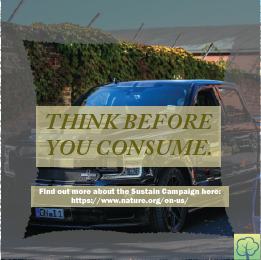 THINK BEFORE
YOU CONSUME.
Find out more about the Sustain Campaign here:
https://www.nature.org/en-us/